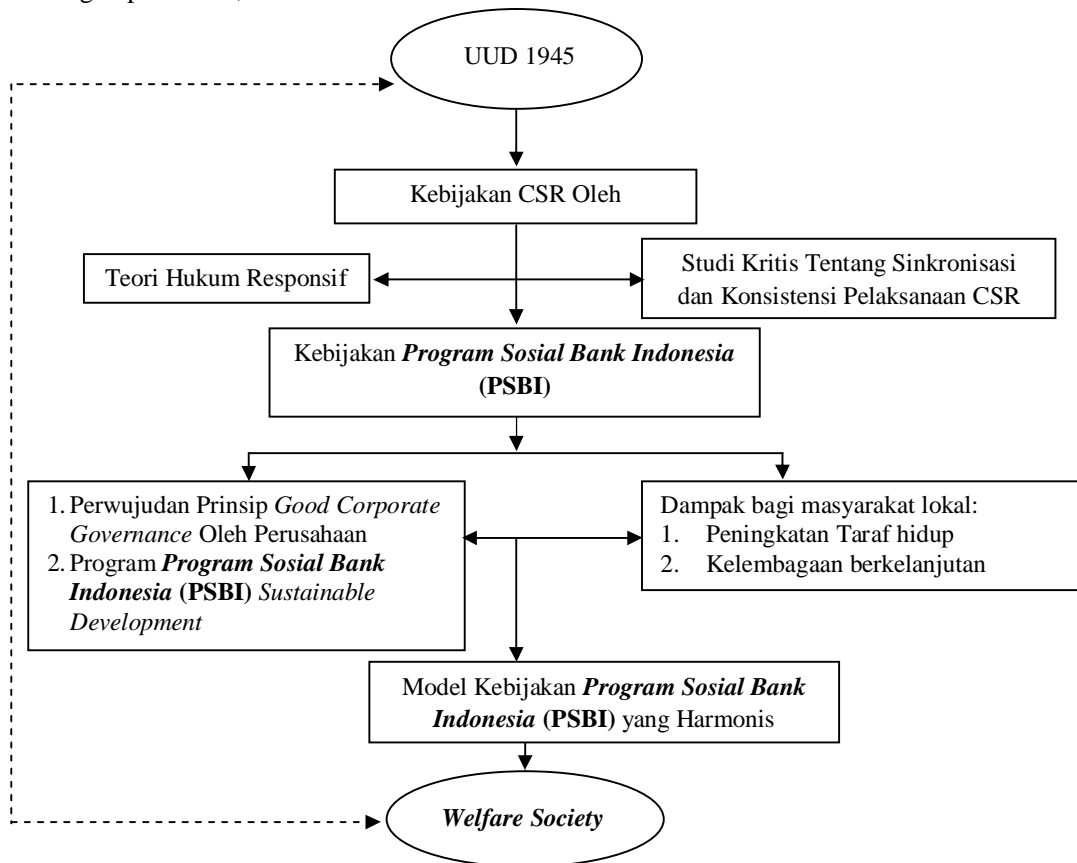 UUD 1945
Kebijakan CSR Oleh
Teori Hukum Responsif
Studi Kritis Tentang Sinkronisasi
dan Konsistensi Pelaksanaan CSR
Kebijakan Program Sosial Bank Indonesia
(PSBI)
1. Perwujudan Prinsip Good Corporate
Governance Oleh Perusahaan
2. Program Program Sosial Bank
Indonesia (PSBI) Sustainable
Development
Dampak bagi masyarakat lokal:
1. Peningkatan Taraf hidup
2. Kelembagaan berkelanjutan
Model Kebijakan Program Sosial Bank
Indonesia (PSBI) yang Harmonis
Welfare Society